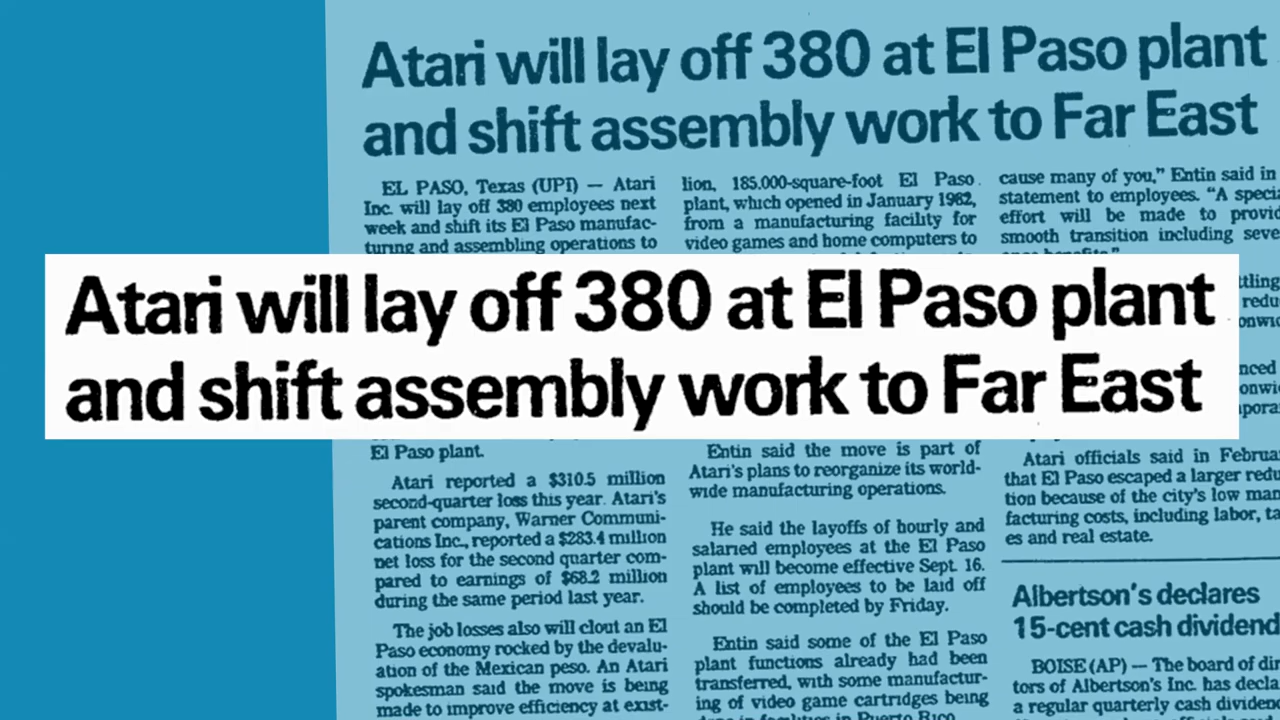 Atari will lay off 380 at El Paso plant
and shift assembly work to Far East
EL PASO, Texas (UPI) — Atari
Inc. will lay off 380 employees next
week and shift its El Paso manufac-
turing and assembling operations to
lion, 185.000-square-foot El Paso
plant, which opened in January 1982,
from a manufacturing facility for
video games and home computers to
cause many of you,” Entin said in
statement to employees. “A speci
effort will be made to provid
smooth transition including seve
Atari will lay off 380 at El Paso plant
and shift assembly work to Far East
El Paso plant.
Atari reported a $310.5 million
second-quarter loss this year. Atari's
parent company, Warner Communi-
cations Inc., reported a $283.4 million
net loss for the second quarter com-
pared to earnings of $68.2 million
during the same period last year.
The job losses also will clout an El
Paso economy rocked by the devalu-
ation of the Mexican peso. An Atari
spokesman said the move is being
made to improve efficiency at exist-
Entin said the move is part of
Atari's plans to reorganize its world-
wide manufacturing operations.
He said the layoffs of hourly and
salaried employees at the El Paso
plant will become effective Sept. 16.
A list of employees to be laid off
should be completed by Friday.
Entin said some of the El Paso
plant functions already had been
transferred, with some manufactur-
ing of video game cartridges being
done in facilities in Puerto Rico
Atari officials said in Februa
that El Paso escaped a larger redu
tion because of the city's low man
facturing costs, including labor, ta
es and real estate.
Albertson's declares
15-cent cash dividend
BOISE (AP) — The board of dir
tors of Albertson's Inc. has decla
a regular quarterly cash dividen